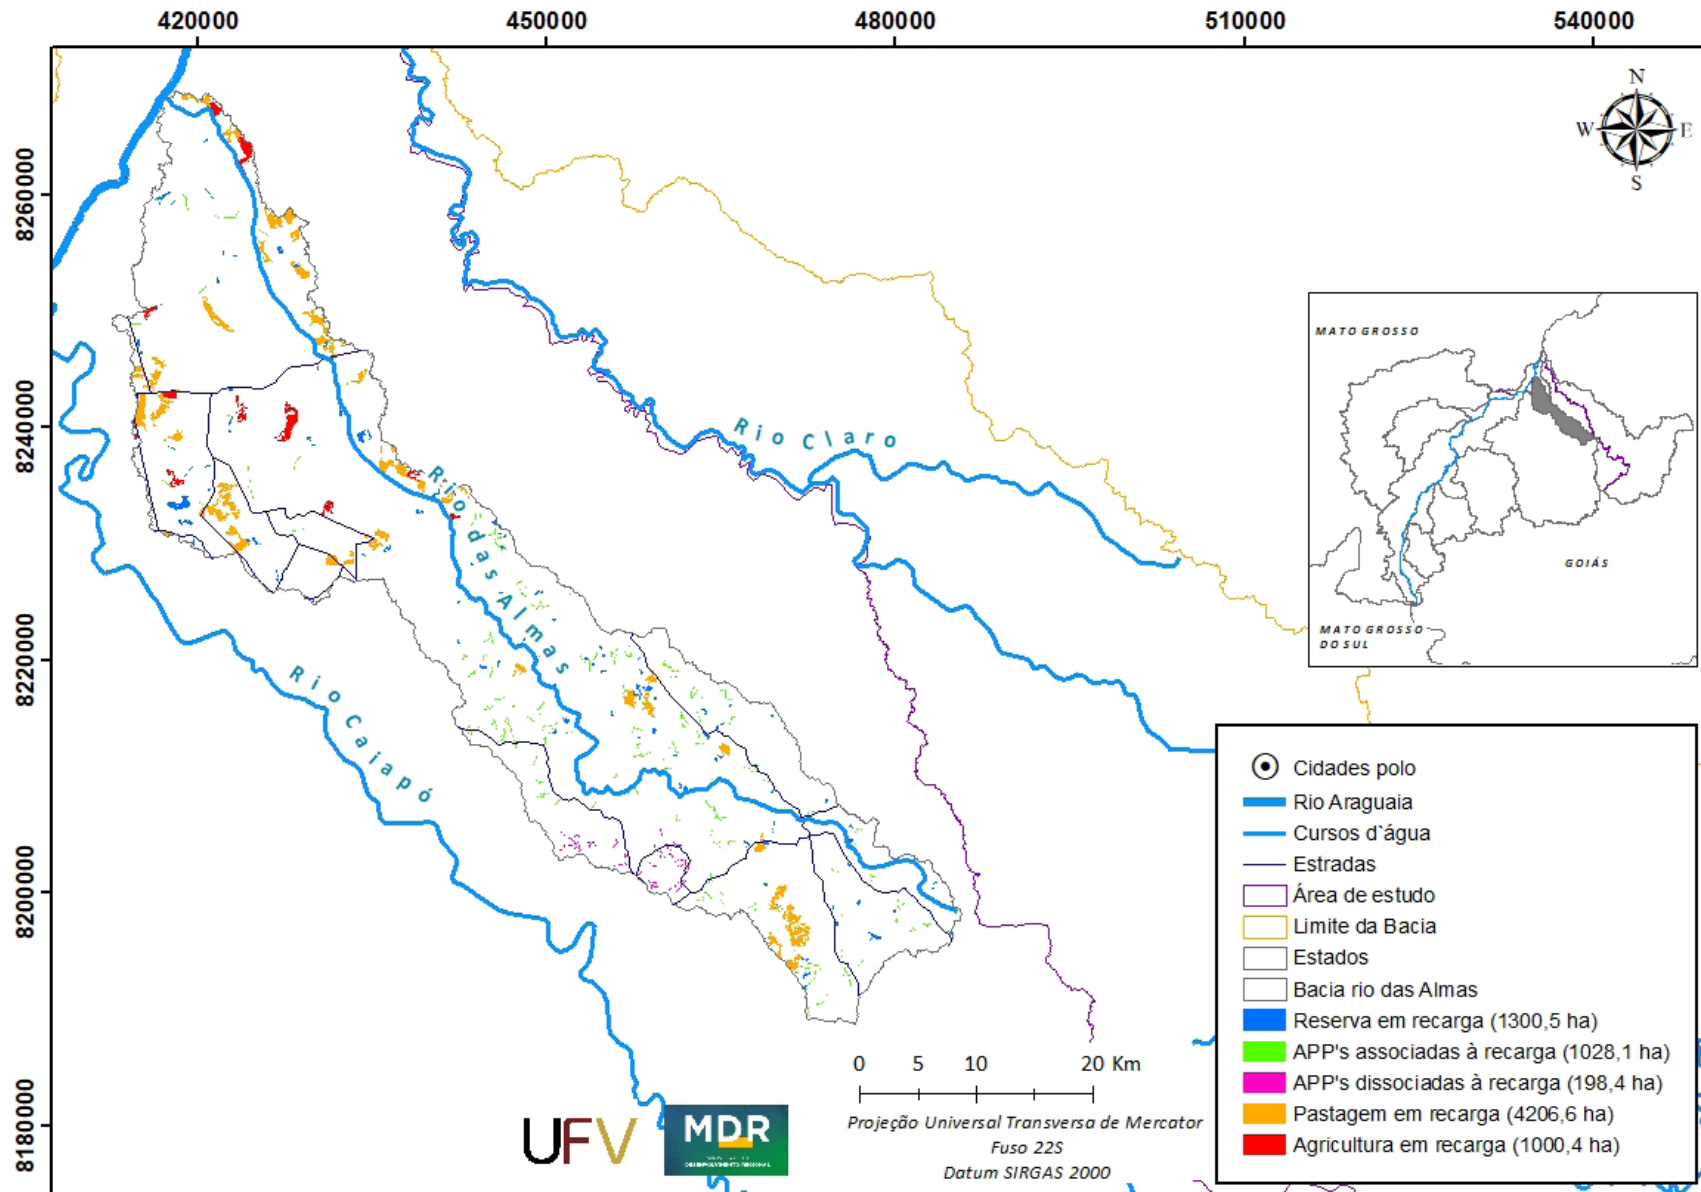 420000 450000 480000 510000 540000
8260000
8240000
8220000
8200000
8180000
N
W E
S
Rio Claro
Rio das Almas
Rio Caiapó
MATO GROSSO
GOIÁS
MATO GROSSO
DO SUL
Cidades polo
Rio Araguaia
Cursos d`água
Estradas
Área de estudo
Limite da Bacia
Estados
Bacia rio das Almas
Reserva em recarga (1300,5 ha)
APP's associadas à recarga (1028,1 ha)
APP's dissociadas à recarga (198,4 ha)
Pastagem em recarga (4206,6 ha)
Agricultura em recarga (1000,4 ha)
0 5 10 20 Km
Projeção Universal Transversa de Mercator
Fuso 22S
Datum SIRGAS 2000
UFV
MDR
DESENVOLVIMENTO REGIONAL